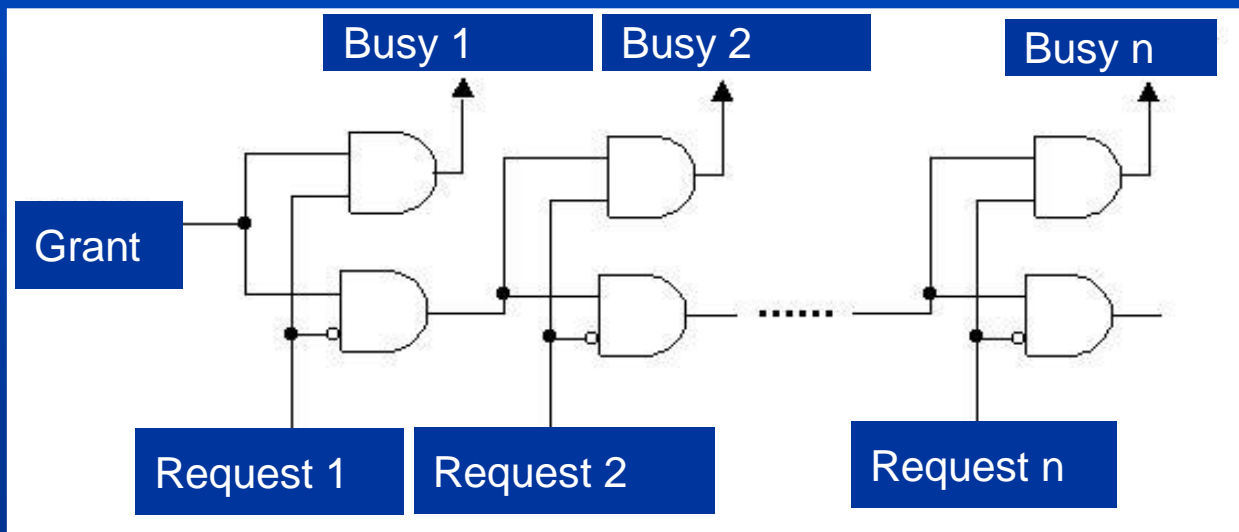 Busy 1
Busy 2
Busy n
Grant
Request 1
Request 2
Request n